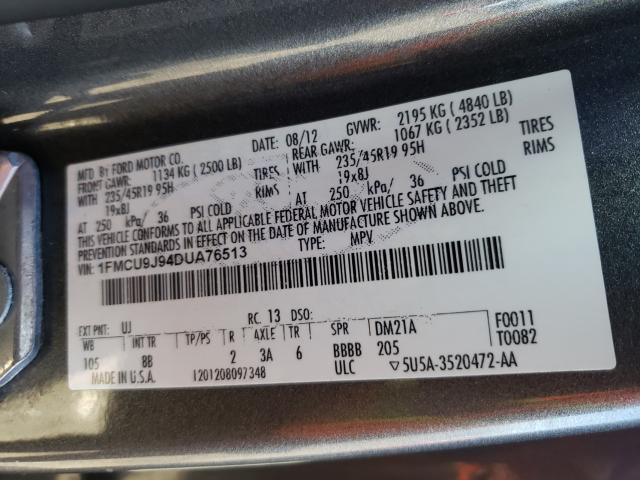 MFD. BY FORD MOTOR CO.
DATE: 08/12 GVWR: 2195 KG ( 4840 LB)
FRONT GAWR: 1134 KG ( 2500 LB) REAR GAWR: 1067 KG ( 2352 LB)
WITH 235/45R19 95H TIRES WITH 235/45R19 95H TIRES
19x8J RIMS 19x8J RIMS
AT 250 kPa/ 36 PSI COLD AT 250 kPa/ 36 PSI COLD
THIS VEHICLE CONFORMS TO ALL APPLICABLE FEDERAL MOTOR VEHICLE SAFETY AND THEFT
PREVENTION STANDARDS IN EFFECT ON THE DATE OF MANUFACTURE SHOWN ABOVE.
1FMCU9J94DUA76513 TYPE: MPV
EXT PNT: UJ RC: 13 DSO:
WB TP/PS R AXLE TR SPR DM21A F0011
105 8B 2 3A 6 BBBB 205 T0082
MADE IN U.S.A. 1201208097348 ULC ▽5U5A-3520472-AA